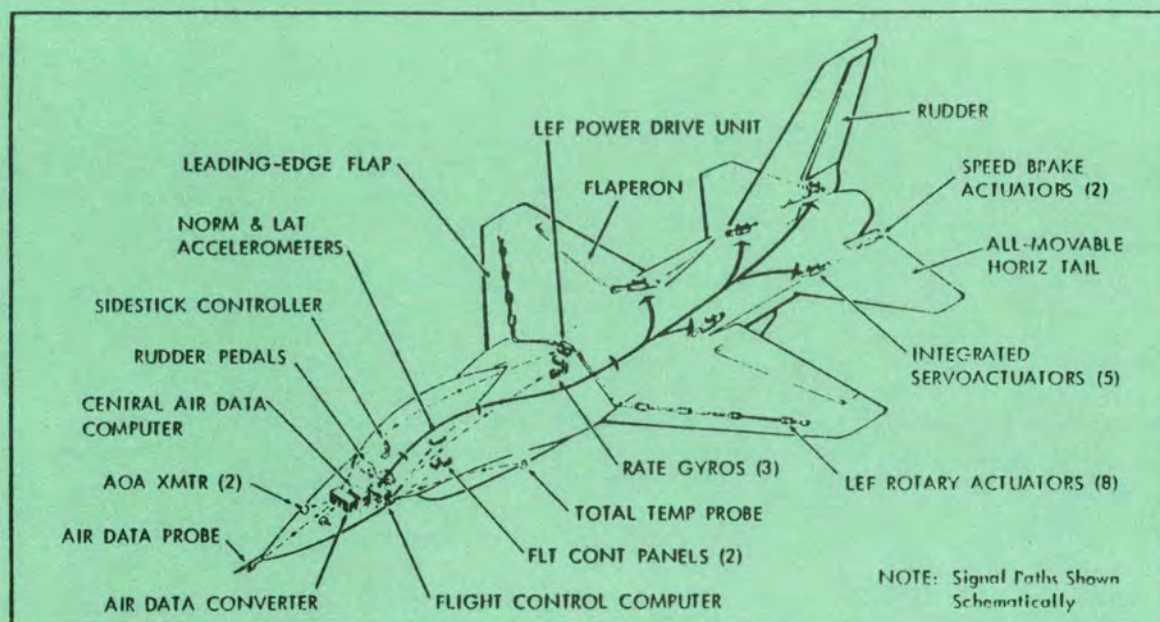 RUDDER
LEF POWER DRIVE UNIT
LEADING-EDGE FLAP
FLAPERON
SPEED BRAKE
ACTUATORS (2)
NORM & LAT
ACCELEROMETERS
ALL-MOVABLE
HORIZ TAIL
SIDESTICK CONTROLLER
RUDDER PEDALS
INTEGRATED
SERVOACTUATORS (5)
CENTRAL AIR DATA
COMPUTER
RATE GYROS (3)
AOA XMTR (2)
LEF ROTARY ACTUATORS (8)
TOTAL TEMP PROBE
AIR DATA PROBE
FLT CONT PANELS (2)
AIR DATA CONVERTER
FLIGHT CONTROL COMPUTER
NOTE: Signal Paths Shown
Schematically